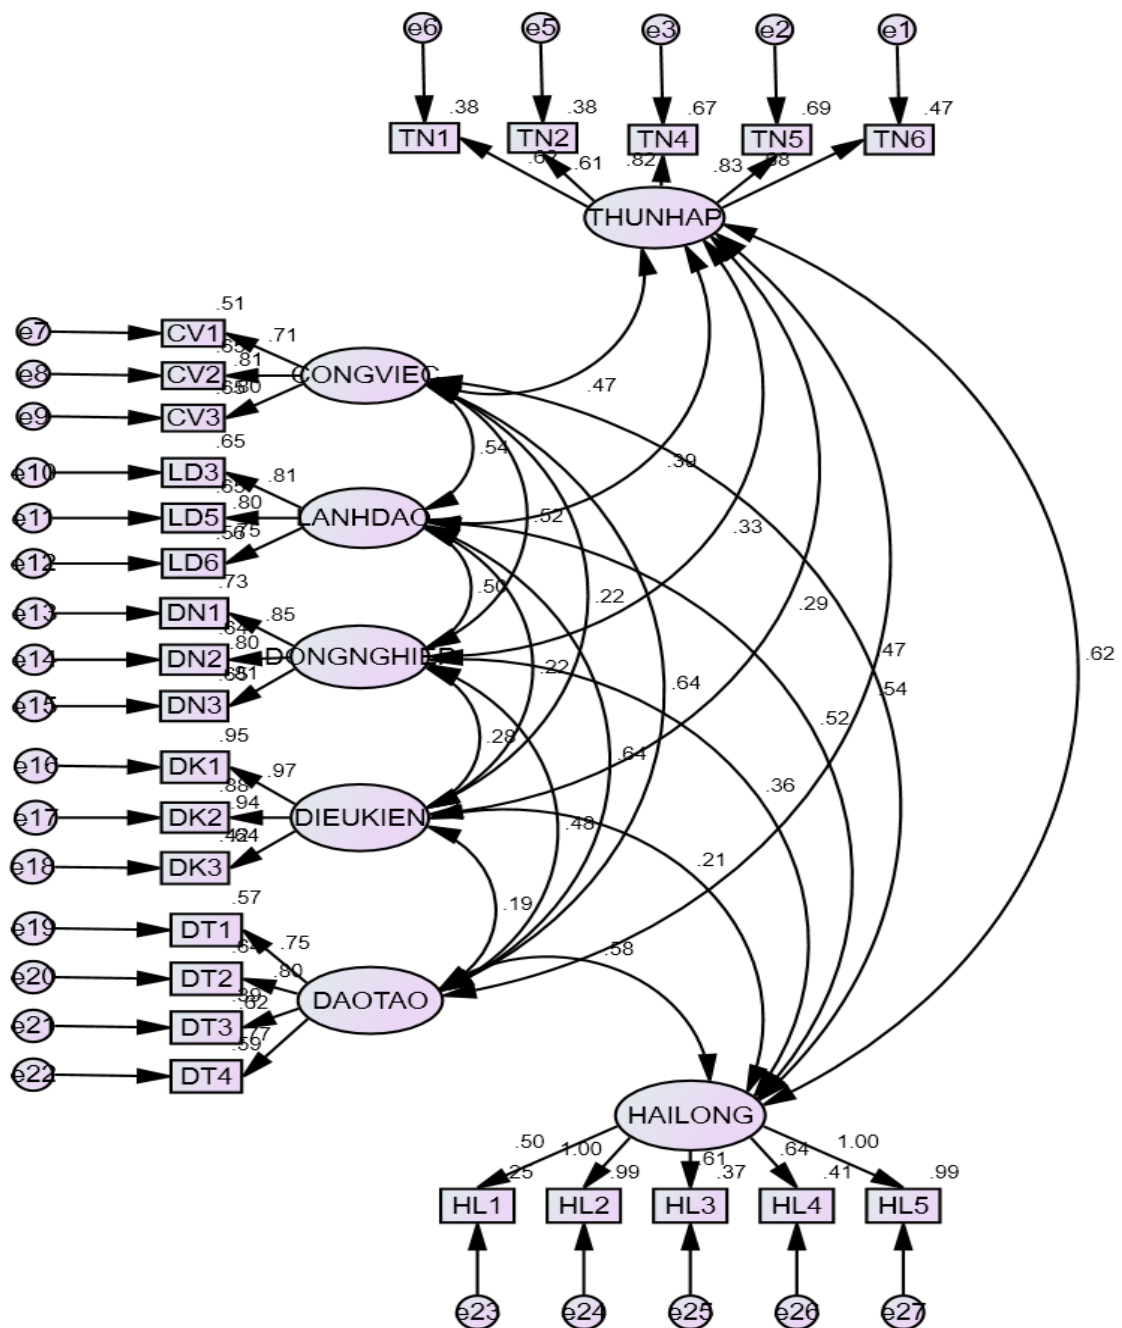 e6 e5 e3 e2 e1
.38 .38 .67 .69 .47
TN1 TN2 TN4 TN5 TN6
.61 .82 .83
THUNHAP
.51
e7 CV1 .71
e8 CV2 .81 CONGVIEC .47
e9 CV3 .80
.65 .54 .39
e10 LD3 .81
e11 LD5 .80 LANHDAO .52 .33
e12 LD6 .75
.73 .50 .22 .29
e13 DN1 .85
e14 DN2 .80 DONGNGHIEP .22 .64 .47 .54 .62
e15 DN3 .81
.95 .28 .64 .52 .36
e16 DK1 .97
.88
e17 DK2 .94 DIEUKIEN .48 .21
e18 DK3
.57 .19 .58
e19 DT1 .75
.64
e20 DT2 .80 DAOTAO
e21 DT3 .62
.77
e22 DT4 .59
HAILONG
.50 1.00 .61 .64 1.00
.25 .99 .37 .41 .99
HL1 HL2 HL3 HL4 HL5
e23 e24 e25 e26 e27